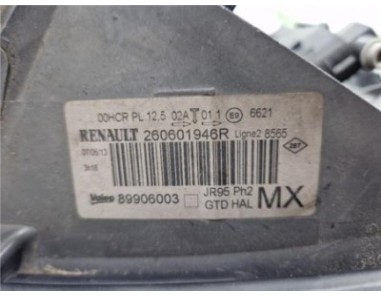 00HCR PL 12.5 02A 01 1 E9 6621
RENAULT 260601946R Ligne2 8565
Valeo 89906003 JR95 Ph2
GTD HAL MX